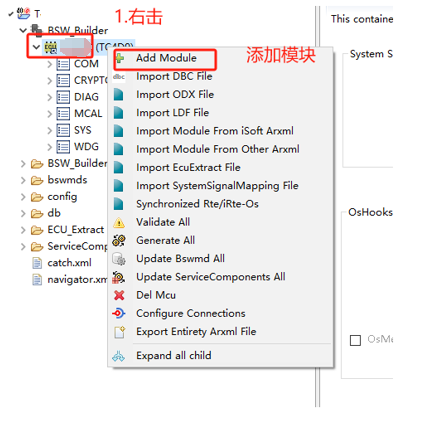 1.右击
This contain
BSW_Builder
System S
(TC4D9)
Add Module
添加模块
COM
Import DBC File
CRYPTO
Import ODX File
DIAG
Import LDF File
MCAL
Import Module From iSoft Arxml
SYS
Import Module From Other Arxml
WDG
Import EcuExtract File
BSW_Builder
Import SystemSignalMapping File
bswmds
Synchronized Rte/iRte-Os
OsHooks
config
Validate All
db
Generate All
ECU_Extract
Update Bswmd All
ServiceComp
Update ServiceComponents All
catch.xml
Del Mcu
navigator.xm
Configure Connections
Export Entirety Arxml File
OsMe
Expand all child